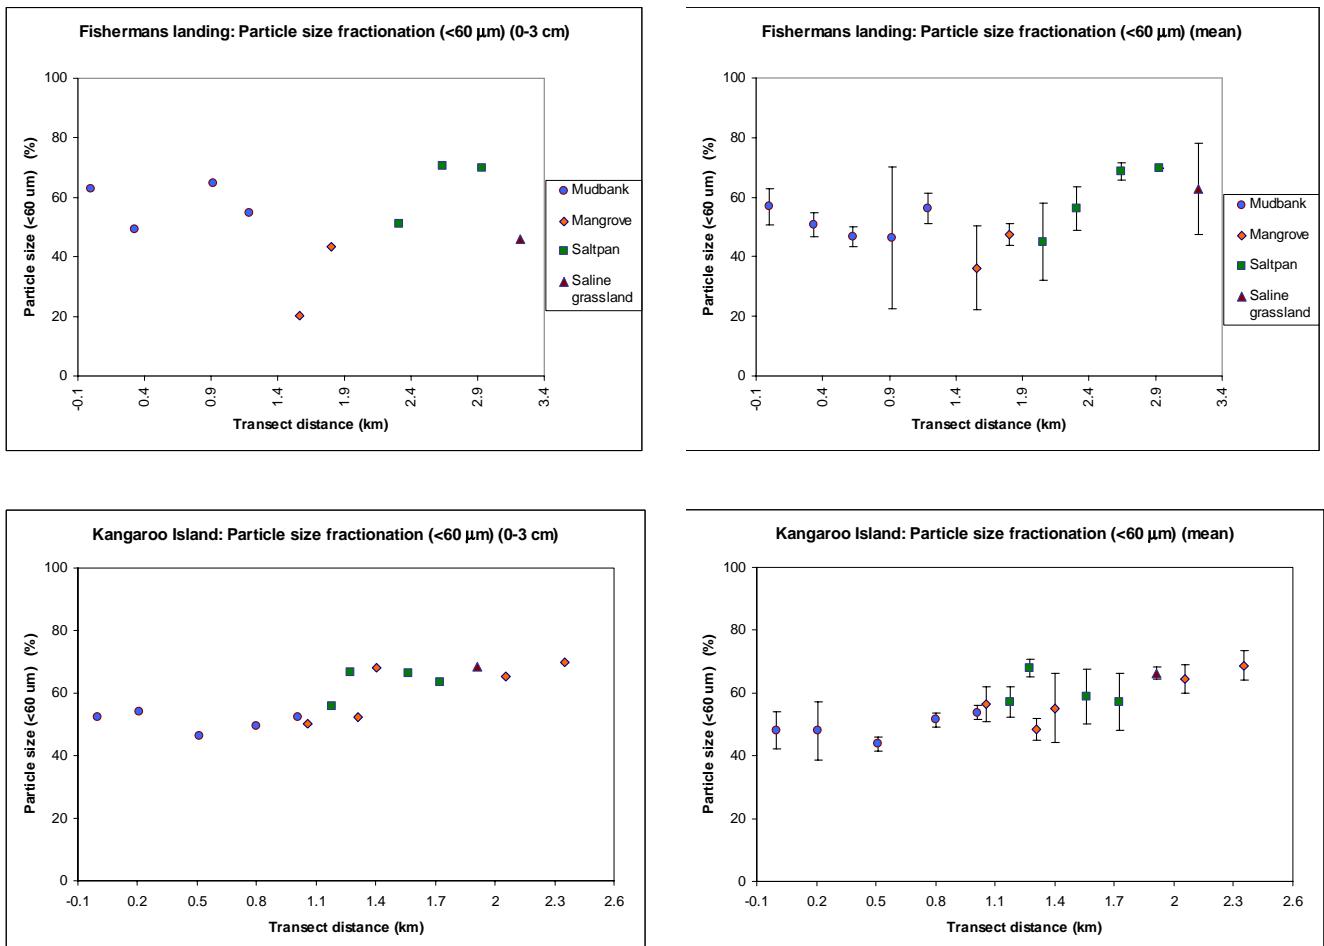 Fishermans landing: Particle size fractionation (<60 µm) (0-3 cm)
Particle size (<60 um) (%)
100
80
60
40
20
0
-0.1
0.4
0.9
1.4
1.9
2.4
2.9
3.4
Transect distance (km)
Mudbank
Mangrove
Saltpan
Saline
grassland
Fishermans landing: Particle size fractionation (<60 µm) (mean)
Particle size (<60 um) (%)
100
80
60
40
20
0
-0.1
0.4
0.9
1.4
1.9
2.4
2.9
3.4
Transect distance (km)
Mudbank
Mangrove
Saltpan
Saline
grassland
Kangaroo Island: Particle size fractionation (<60 µm) (0-3 cm)
Particle size (<60 um) (%)
100
80
60
40
20
0
-0.1 0.2 0.5 0.8 1.1 1.4 1.7 2 2.3 2.6
Transect distance (km)
Kangaroo Island: Particle size fractionation (<60 µm) (mean)
Particle size (<60 um) (%)
100
80
60
40
20
0
-0.1 0.2 0.5 0.8 1.1 1.4 1.7 2 2.3 2.6
Transect distance (km)